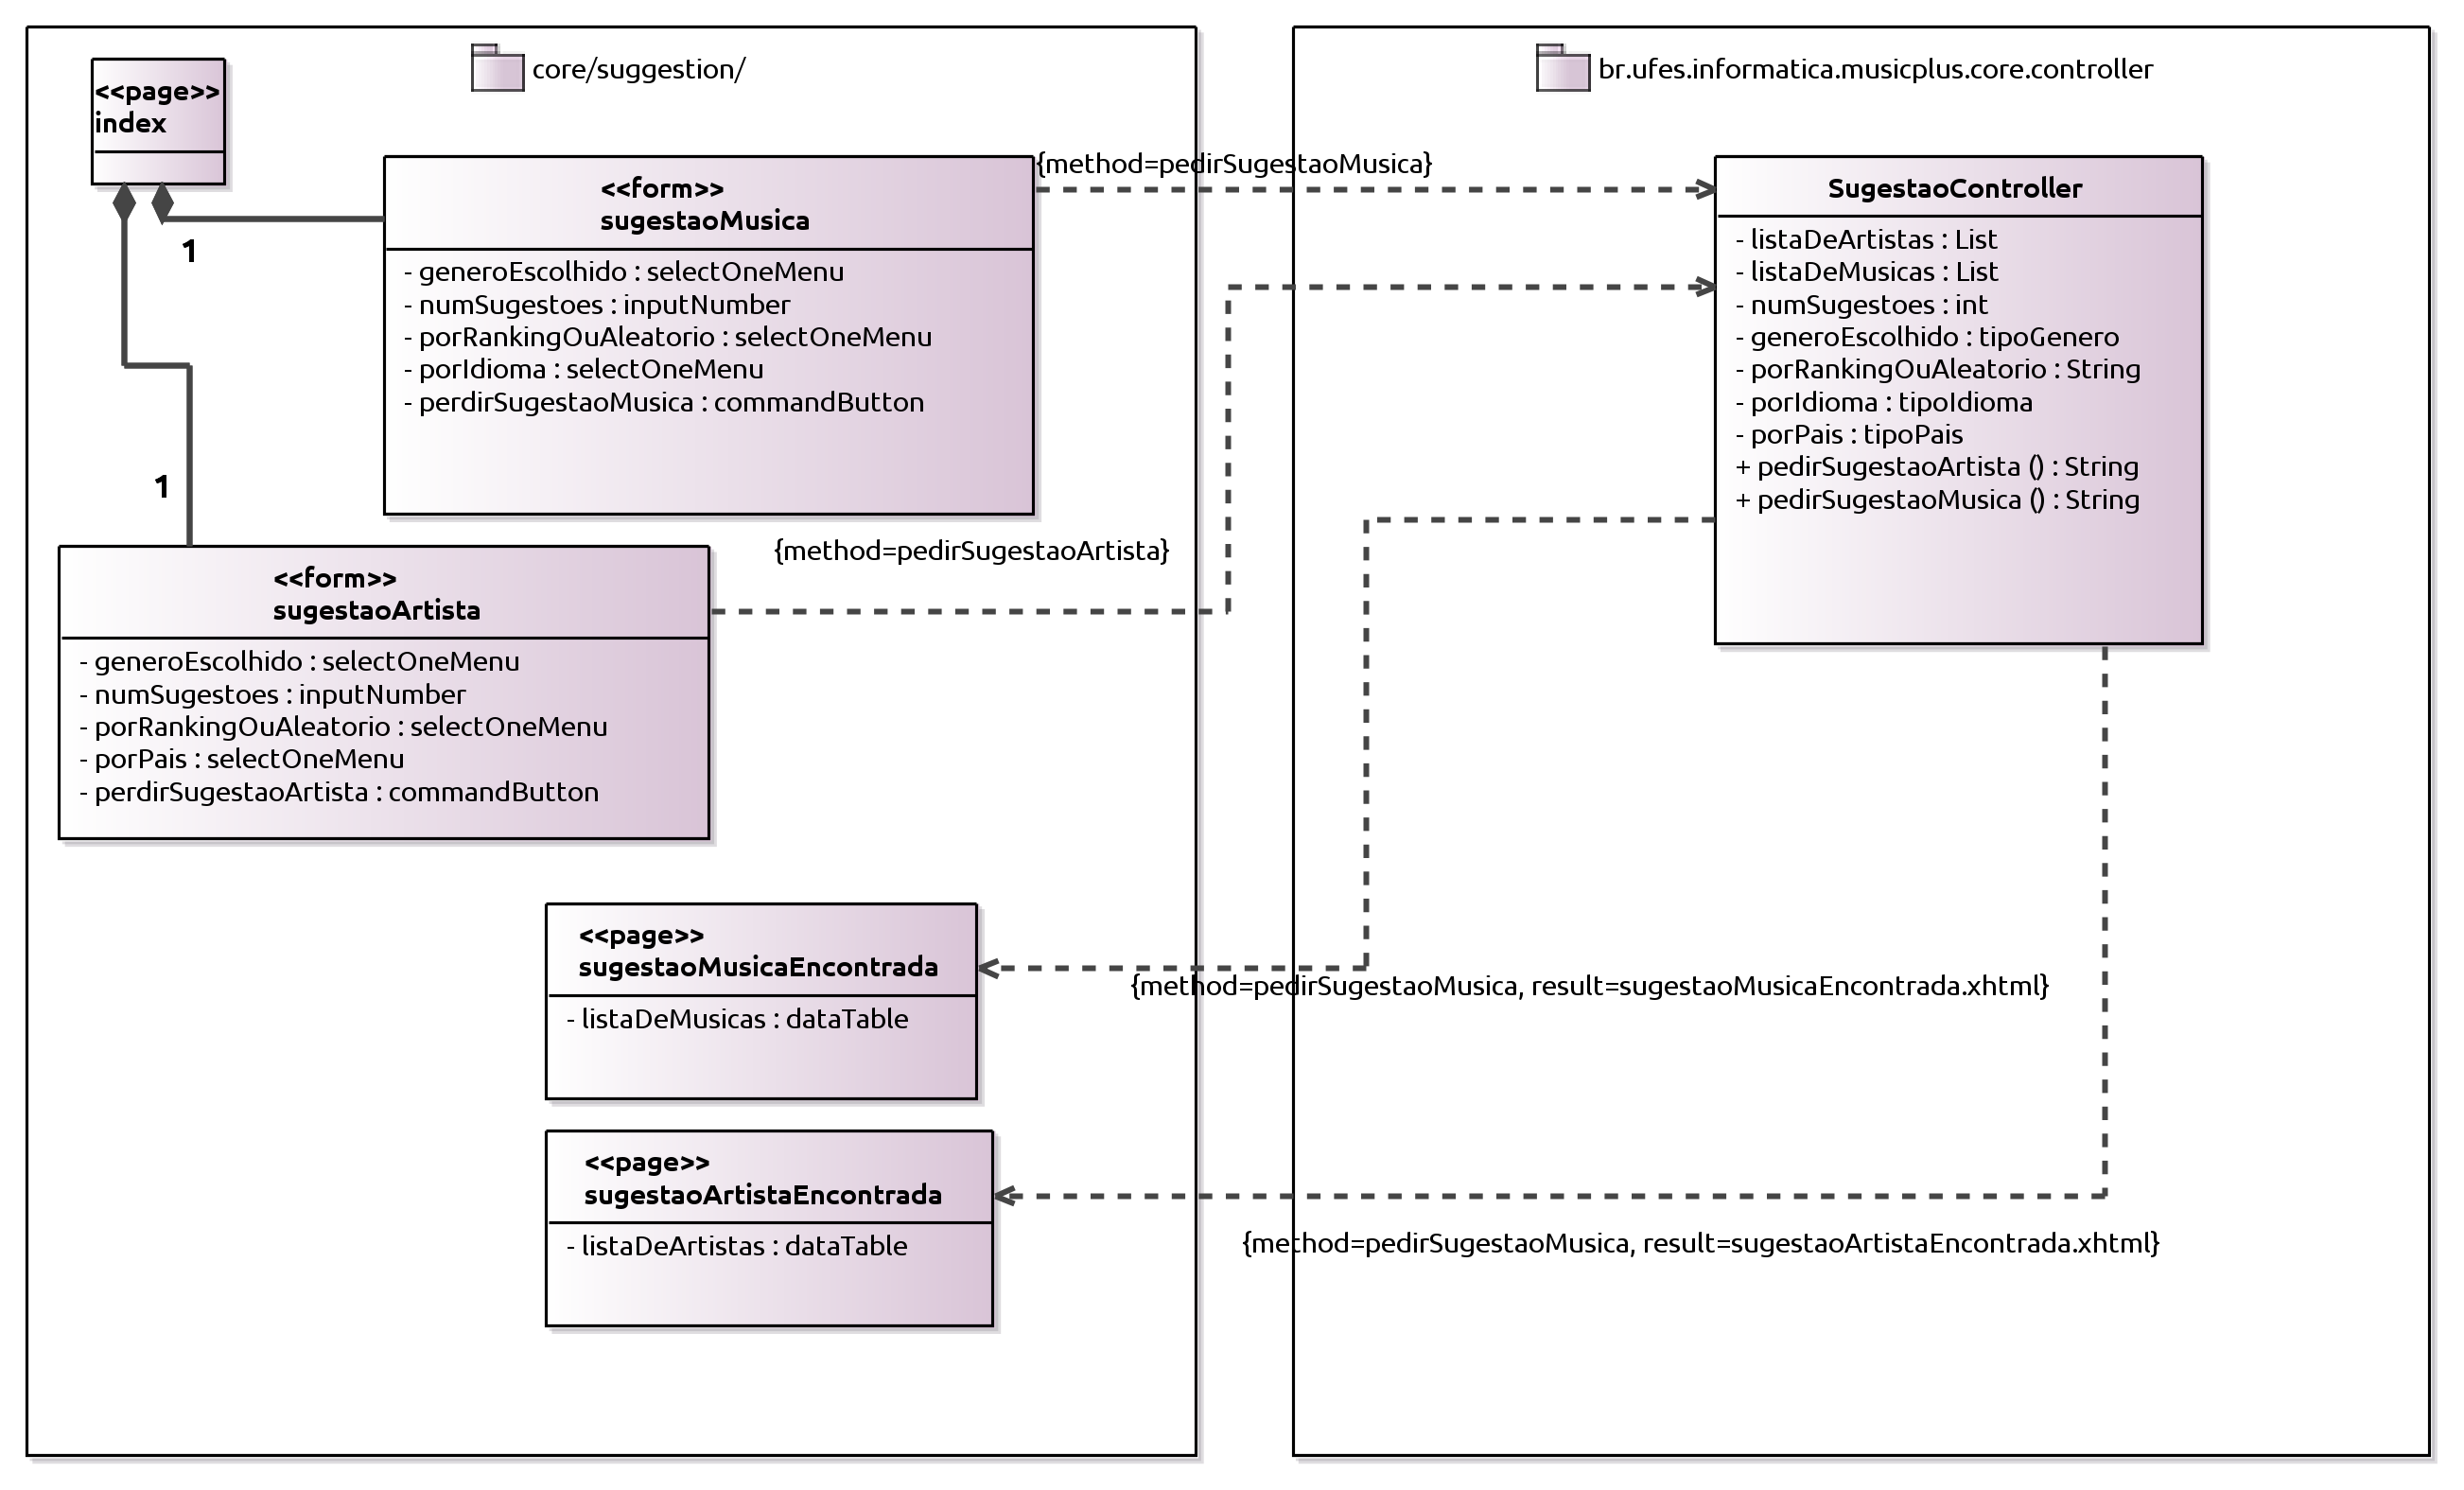 core/suggestion/
<<page>>
index
1
1
<<form>>
sugestaoMusica
- generoEscolhido : selectOneMenu
- numSugestoes : inputNumber
- porRankingOuAleatorio : selectOneMenu
- porIdioma : selectOneMenu
- perdirSugestaoMusica : commandButton
<<form>>
sugestaoArtista
- generoEscolhido : selectOneMenu
- numSugestoes : inputNumber
- porRankingOuAleatorio : selectOneMenu
- porPais : selectOneMenu
- perdirSugestaoArtista : commandButton
<<page>>
sugestaoMusicaEncontrada
- listaDeMusicas : dataTable
<<page>>
sugestaoArtistaEncontrada
- listaDeArtistas : dataTable
{method=pedirSugestaoMusica}
{method=pedirSugestaoArtista}
br.ufes.informatica.musicplus.core.controller
SugestaoController
- listaDeArtistas : List
- listaDeMusicas : List
- numSugestoes : int
- generoEscolhido : tipoGenero
- porRankingOuAleatorio : String
- porIdioma : tipoIdioma
- porPais : tipoPais
+ pedirSugestaoArtista () : String
+ pedirSugestaoMusica () : String
{method=pedirSugestaoMusica, result=sugestaoMusicaEncontrada.xhtml}
{method=pedirSugestaoMusica, result=sugestaoArtistaEncontrada.xhtml}